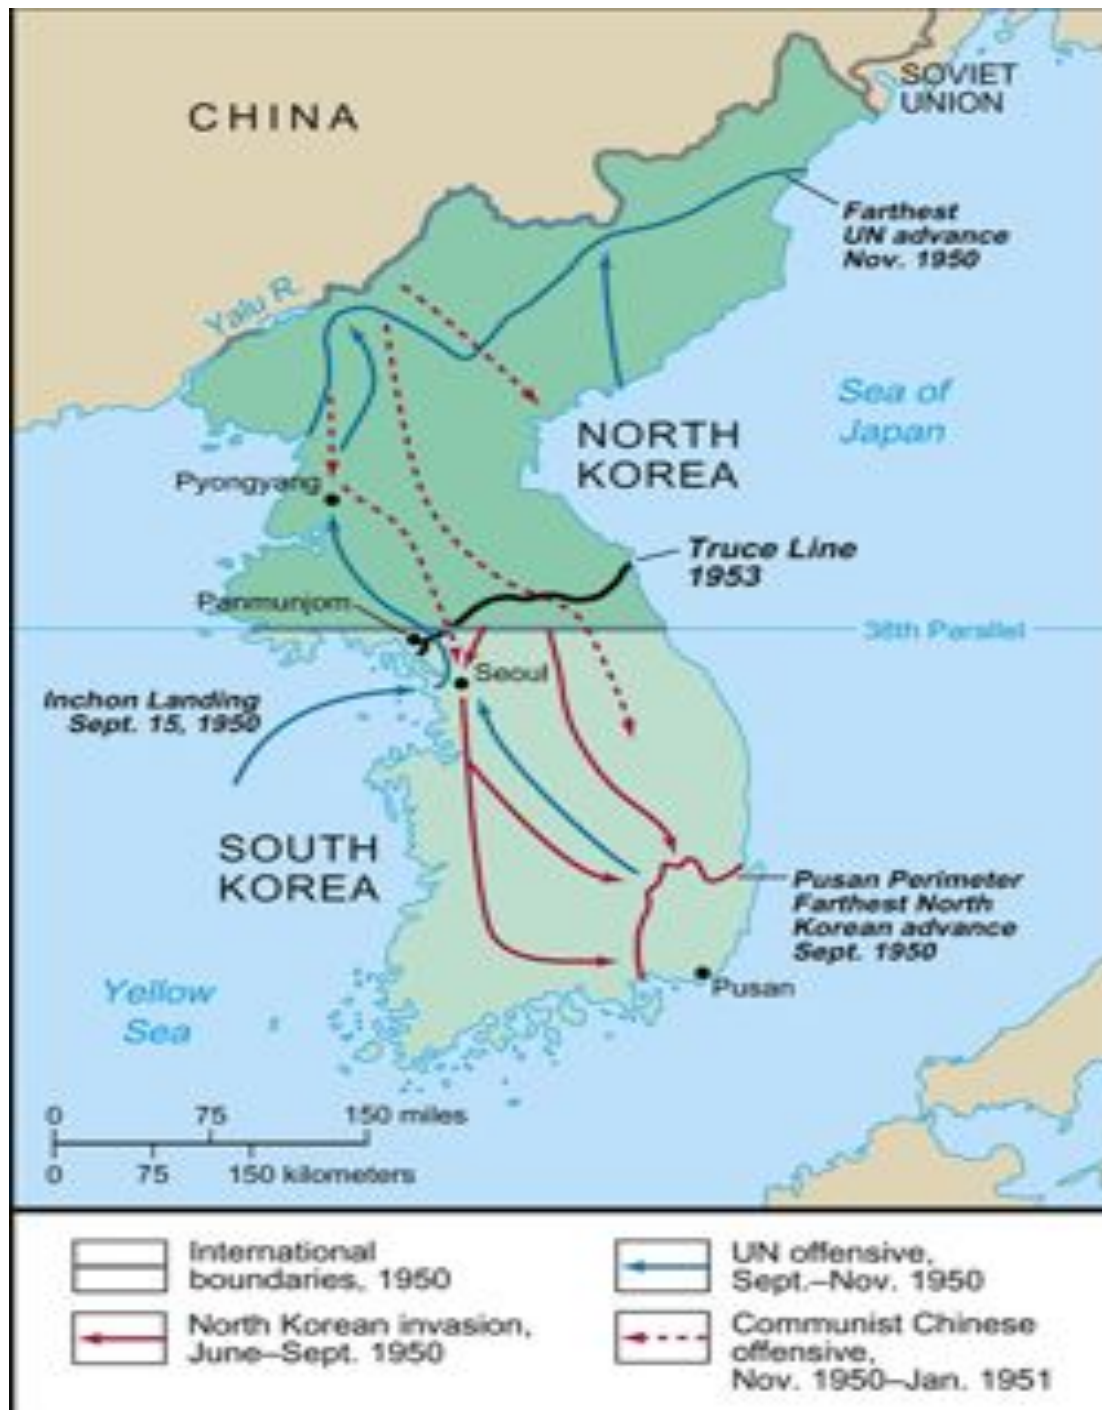 CHINA
SOVIET
UNION
Farthest
UN advance
Nov. 1950
Yalu R.
Sea of
Japan
NORTH
KOREA
Pyongyang
Truce Line
1953
Panmunjom
38th Parallel
Seoul
Inchon Landing
Sept. 15, 1950
SOUTH
KOREA
Pusan Perimeter
Farthest North
Korean advance
Sept. 1950
Pusan
Yellow
Sea
0 75 150 miles
0 75 150 kilometers
International
boundaries, 1950
North Korean invasion,
June–Sept. 1950
UN offensive,
Sept.–Nov. 1950
Communist Chinese
offensive,
Nov. 1950–Jan. 1951